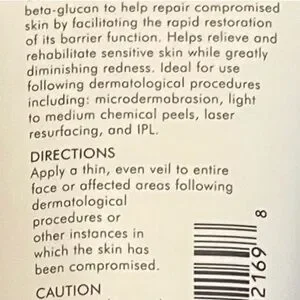 beta-glucan to help repair compromised
skin by facilitating the rapid restoration
of its barrier function. Helps relieve and
rehabilitate sensitive skin while greatly
diminishing redness. Ideal for use
following dermatological procedures
including: microdermabrasion, light
to medium chemical peels, laser
resurfacing, and IPL.
DIRECTIONS
Apply a thin, even veil to entire
face or affected areas following
dermatological
procedures or
other instances in
which the skin has
been compromised.
CAUTION
2169 8